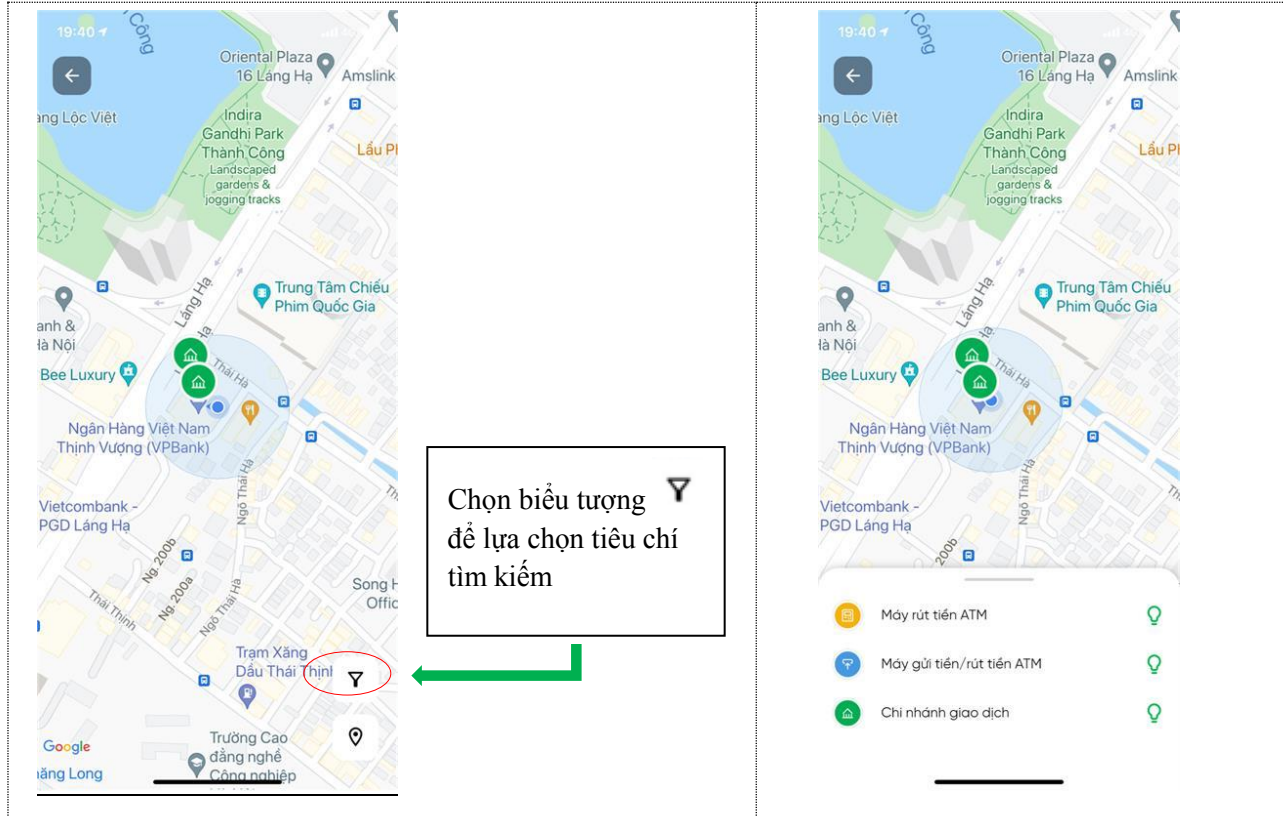 19:40
Công
Công
Oriental Plaza
16 Láng Hạ
Amslink
àng Lộc Việt
Indira
Gandhi Park
Thành Công
Landscaped
gardens &
jogging tracks
Lẩu Ph
Láng Hạ
Trung Tâm Chiếu
Phim Quốc Gia
anh &
Hà Nội
Bee Luxury
Thái Hà
Ngân Hàng Việt Nam
Thịnh Vượng (VPBank)
Ngõ Thái Hà
Vietcombank -
PGD Láng Hạ
Ng. 200b
Ng. 200a
Thái Thịnh
Ngõ Thái Hà
Song H
Offic
Trạm Xăng
Dầu Thái Thịnh
Trường Cao
đẳng nghề
Công nghiệp
Google
hăng Long
Chọn biểu tượng
để lựa chọn tiêu chí
tìm kiếm
19:40
Công
Oriental Plaza
16 Láng Hạ
Amslink
àng Lộc Việt
Indira
Gandhi Park
Thành Công
Landscaped
gardens &
jogging tracks
Lẩu Ph
Láng Hạ
Trung Tâm Chiếu
Phim Quốc Gia
anh &
Hà Nội
Bee Luxury
Thái Hà
Ngân Hàng Việt Nam
Thịnh Vượng (VPBank)
Ngõ Thái Hà
Vietcombank -
PGD Láng Hạ
200b
Máy rút tiền ATM
Máy gửi tiền/rút tiền ATM
Chi nhánh giao dịch